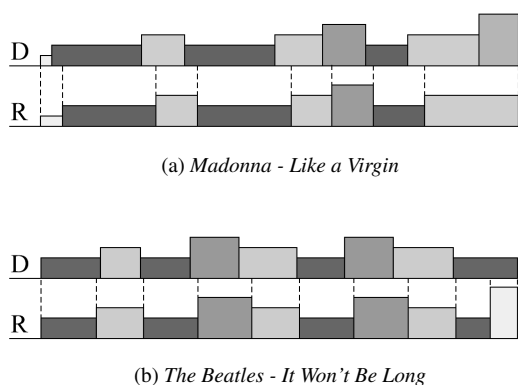 D
R
(a) Madonna - Like a Virgin
D
R
(b) The Beatles - It Won't Be Long